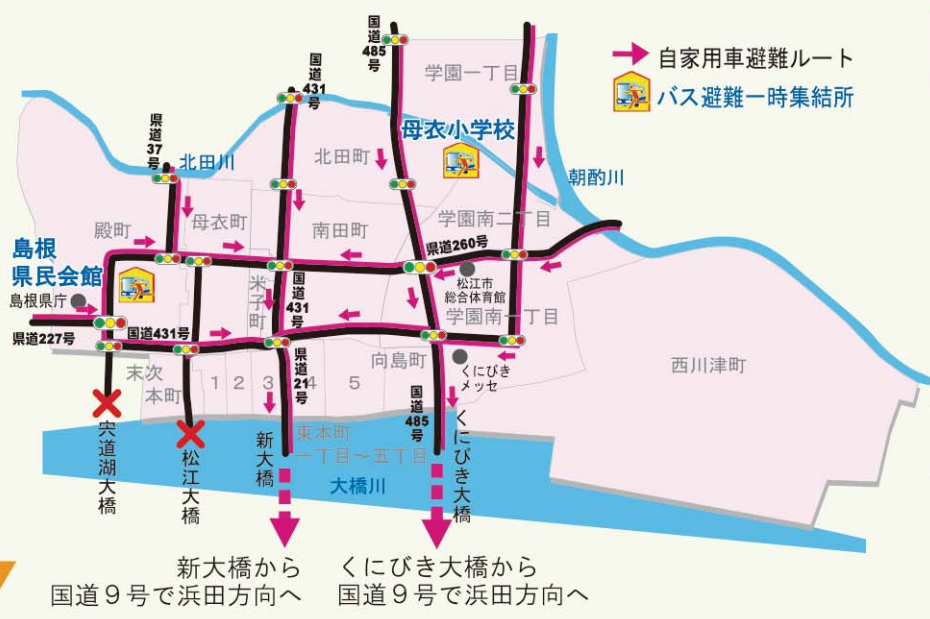 国道
485
号
国道
431
号
学園一丁目
自家用車避難ルート
バス避難一時集結所
県道
37
号
北田川
北田町
母衣小学校
朝酌川
殿町
母衣町
南田町
学園南二丁目
県道260号
島根
県民会館
島根県庁
米子町
国道
431
号
松江市
総合体育館
学園南一丁目
県道227号
国道431号
向島町
くにびき
メッセ
西川津町
末次
本町
1
2
3
4
5
県道
21
号
国道
485
号
宍道湖大橋
松江大橋
新大橋
東本町
一丁目~五丁目
くにびき大橋
大橋川
新大橋から
国道9号で浜田方向へ
くにびき大橋から
国道9号で浜田方向へ